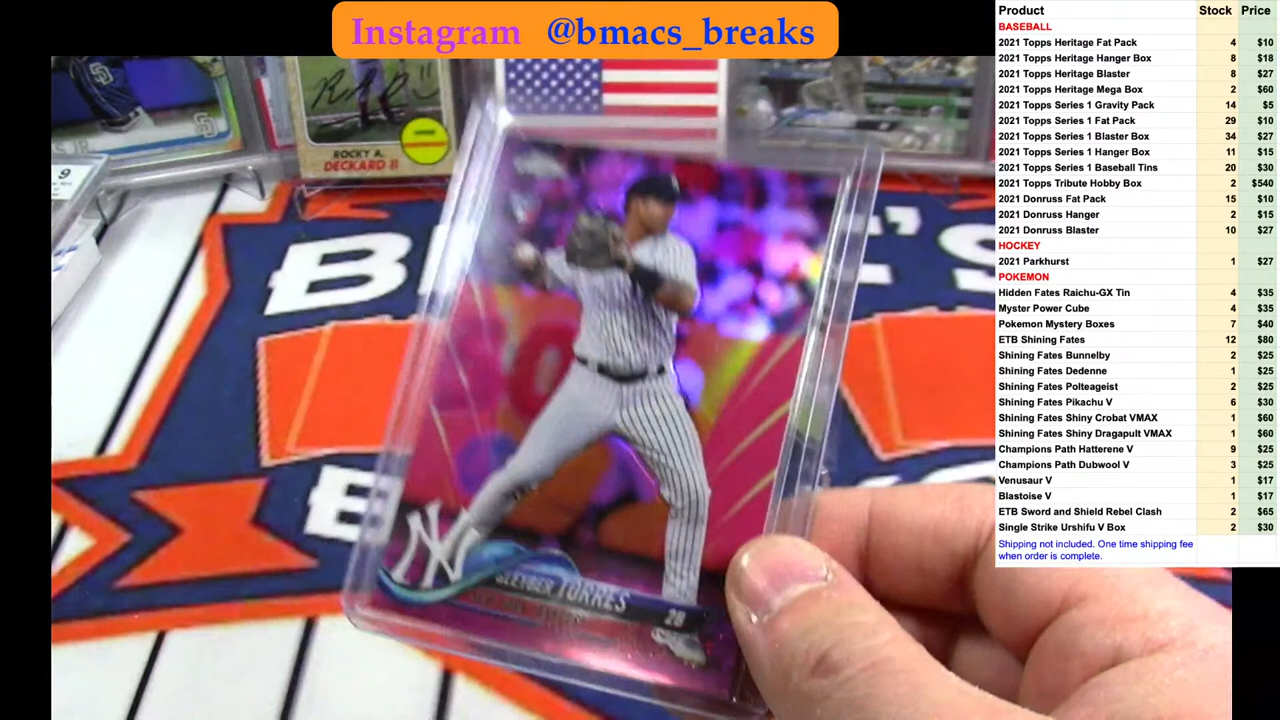 Instagram @bmacs_breaks
Product Stock Price
BASEBALL
2021 Topps Heritage Fat Pack 4 $10
2021 Topps Heritage Hanger Box 8 $18
2021 Topps Heritage Blaster 8 $27
2021 Topps Heritage Mega Box 2 $60
2021 Topps Series 1 Gravity Pack 14 $5
2021 Topps Series 1 Fat Pack 29 $10
2021 Topps Series 1 Blaster Box 34 $27
2021 Topps Series 1 Hanger Box 11 $15
2021 Topps Series 1 Baseball Tins 20 $30
2021 Topps Tribute Hobby Box 2 $540
2021 Donruss Fat Pack 15 $10
2021 Donruss Hanger 2 $15
2021 Donruss Blaster 10 $27
HOCKEY
2021 Parkhurst 1 $27
POKEMON
Hidden Fates Raichu-GX Tin 4 $35
Myster Power Cube 4 $35
Pokemon Mystery Boxes 7 $40
ETB Shining Fates 12 $80
Shining Fates Bunnelby 2 $25
Shining Fates Dedenne 1 $25
Shining Fates Polteageist 2 $25
Shining Fates Pikachu V 6 $30
Shining Fates Shiny Crobat VMAX 1 $60
Shining Fates Shiny Dragapult VMAX 1 $60
Champions Path Hatterene V 9 $25
Champions Path Dubwool V 3 $25
Venusaur V 1 $17
Blastoise V 1 $17
ETB Sword and Shield Rebel Clash 2 $65
Single Strike Urshifu V Box 2 $30
Shipping not included. One time shipping fee
when order is complete.
ROCKY A.
DECKARD II
9
NY
GLEYBER TORRES
28